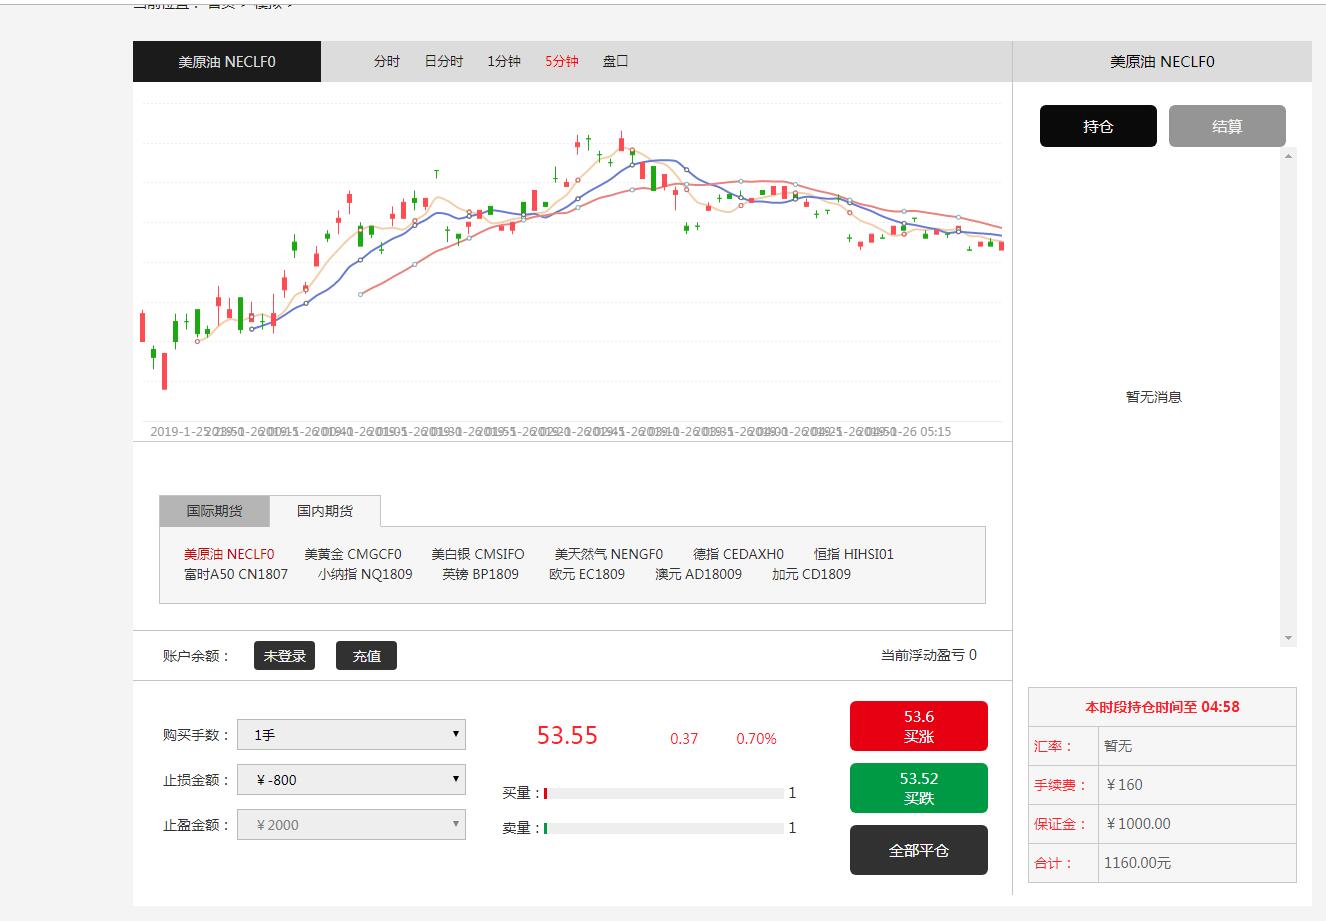 当前位置： 首页 > 模拟 >
美原油 NECLF0
分时 日分时 1分钟 5分钟 盘口
美原油 NECLF0
持仓 结算
暂无消息
国际期货 国内期货
美原油 NECLF0 美黄金 CMGCF0 美白银 CMSIFO 美天然气 NENGF0 德指 CEDAXH0 恒指 HIHSI01
富时A50 CN1807 小纳指 NQ1809 英镑 BP1809 欧元 EC1809 澳元 AD18009 加元 CD1809
账户余额： 未登录 充值 当前浮动盈亏 0
购买手数： 1手
止损金额： ￥-800
止盈金额： ￥2000
53.55 0.37 0.70%
买量： 1
卖量： 1
53.6
买涨
53.52
买跌
全部平仓
本时段持仓时间至 04:58
汇率： 暂无
手续费： ￥160
保证金： ￥1000.00
合计： 1160.00元